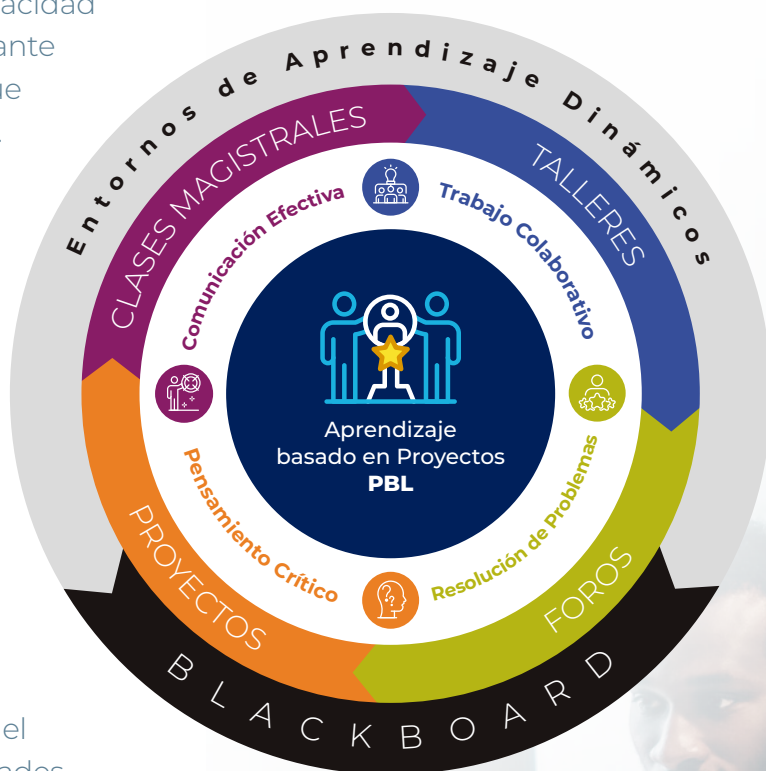 Entornos de Aprendizaje Dinámicos
CLASES MAGISTRALES
TALLERES
FOROS
PROYECTOS
Comunicación Efectiva
Trabajo Colaborativo
Resolución de Problemas
Pensamiento Crítico
Aprendizaje
basado en Proyectos
PBL
BLACKBOARD
el